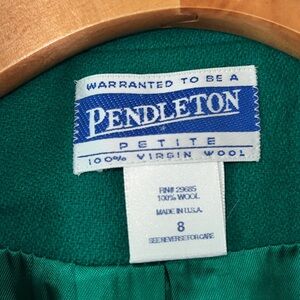 WARRANTED TO BE A
PENDLETON
PETITE
100% VIRGIN WOOL
RN# 29685
100% WOOL
MADE IN U.S.A.
8
SEE REVERSE FOR CARE